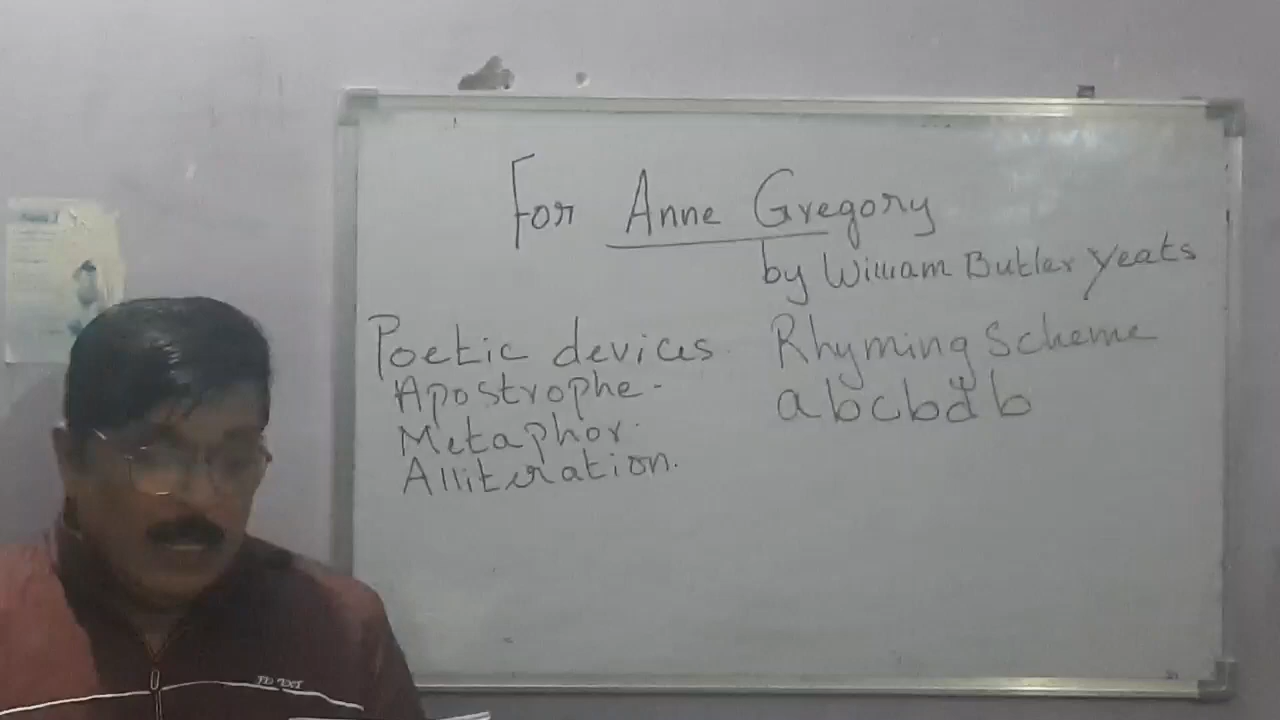 For Anne Gregory
by William Butler Yeats
Poetic devices
Apostrophe -
Metaphor.
Alliteration.
Rhyming Scheme
abcbdb